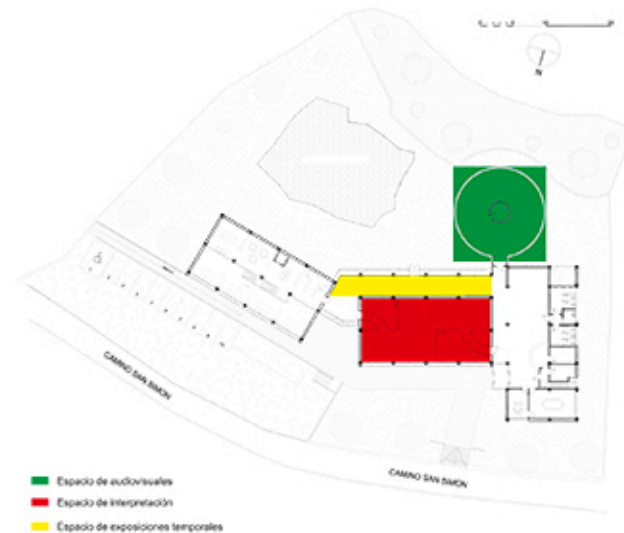 N
CAMINO SAN SIMON
CAMINO SAN SIMON
Espacio de audiovisuales
Espacio de interpretación
Espacio de exposiciones temporales